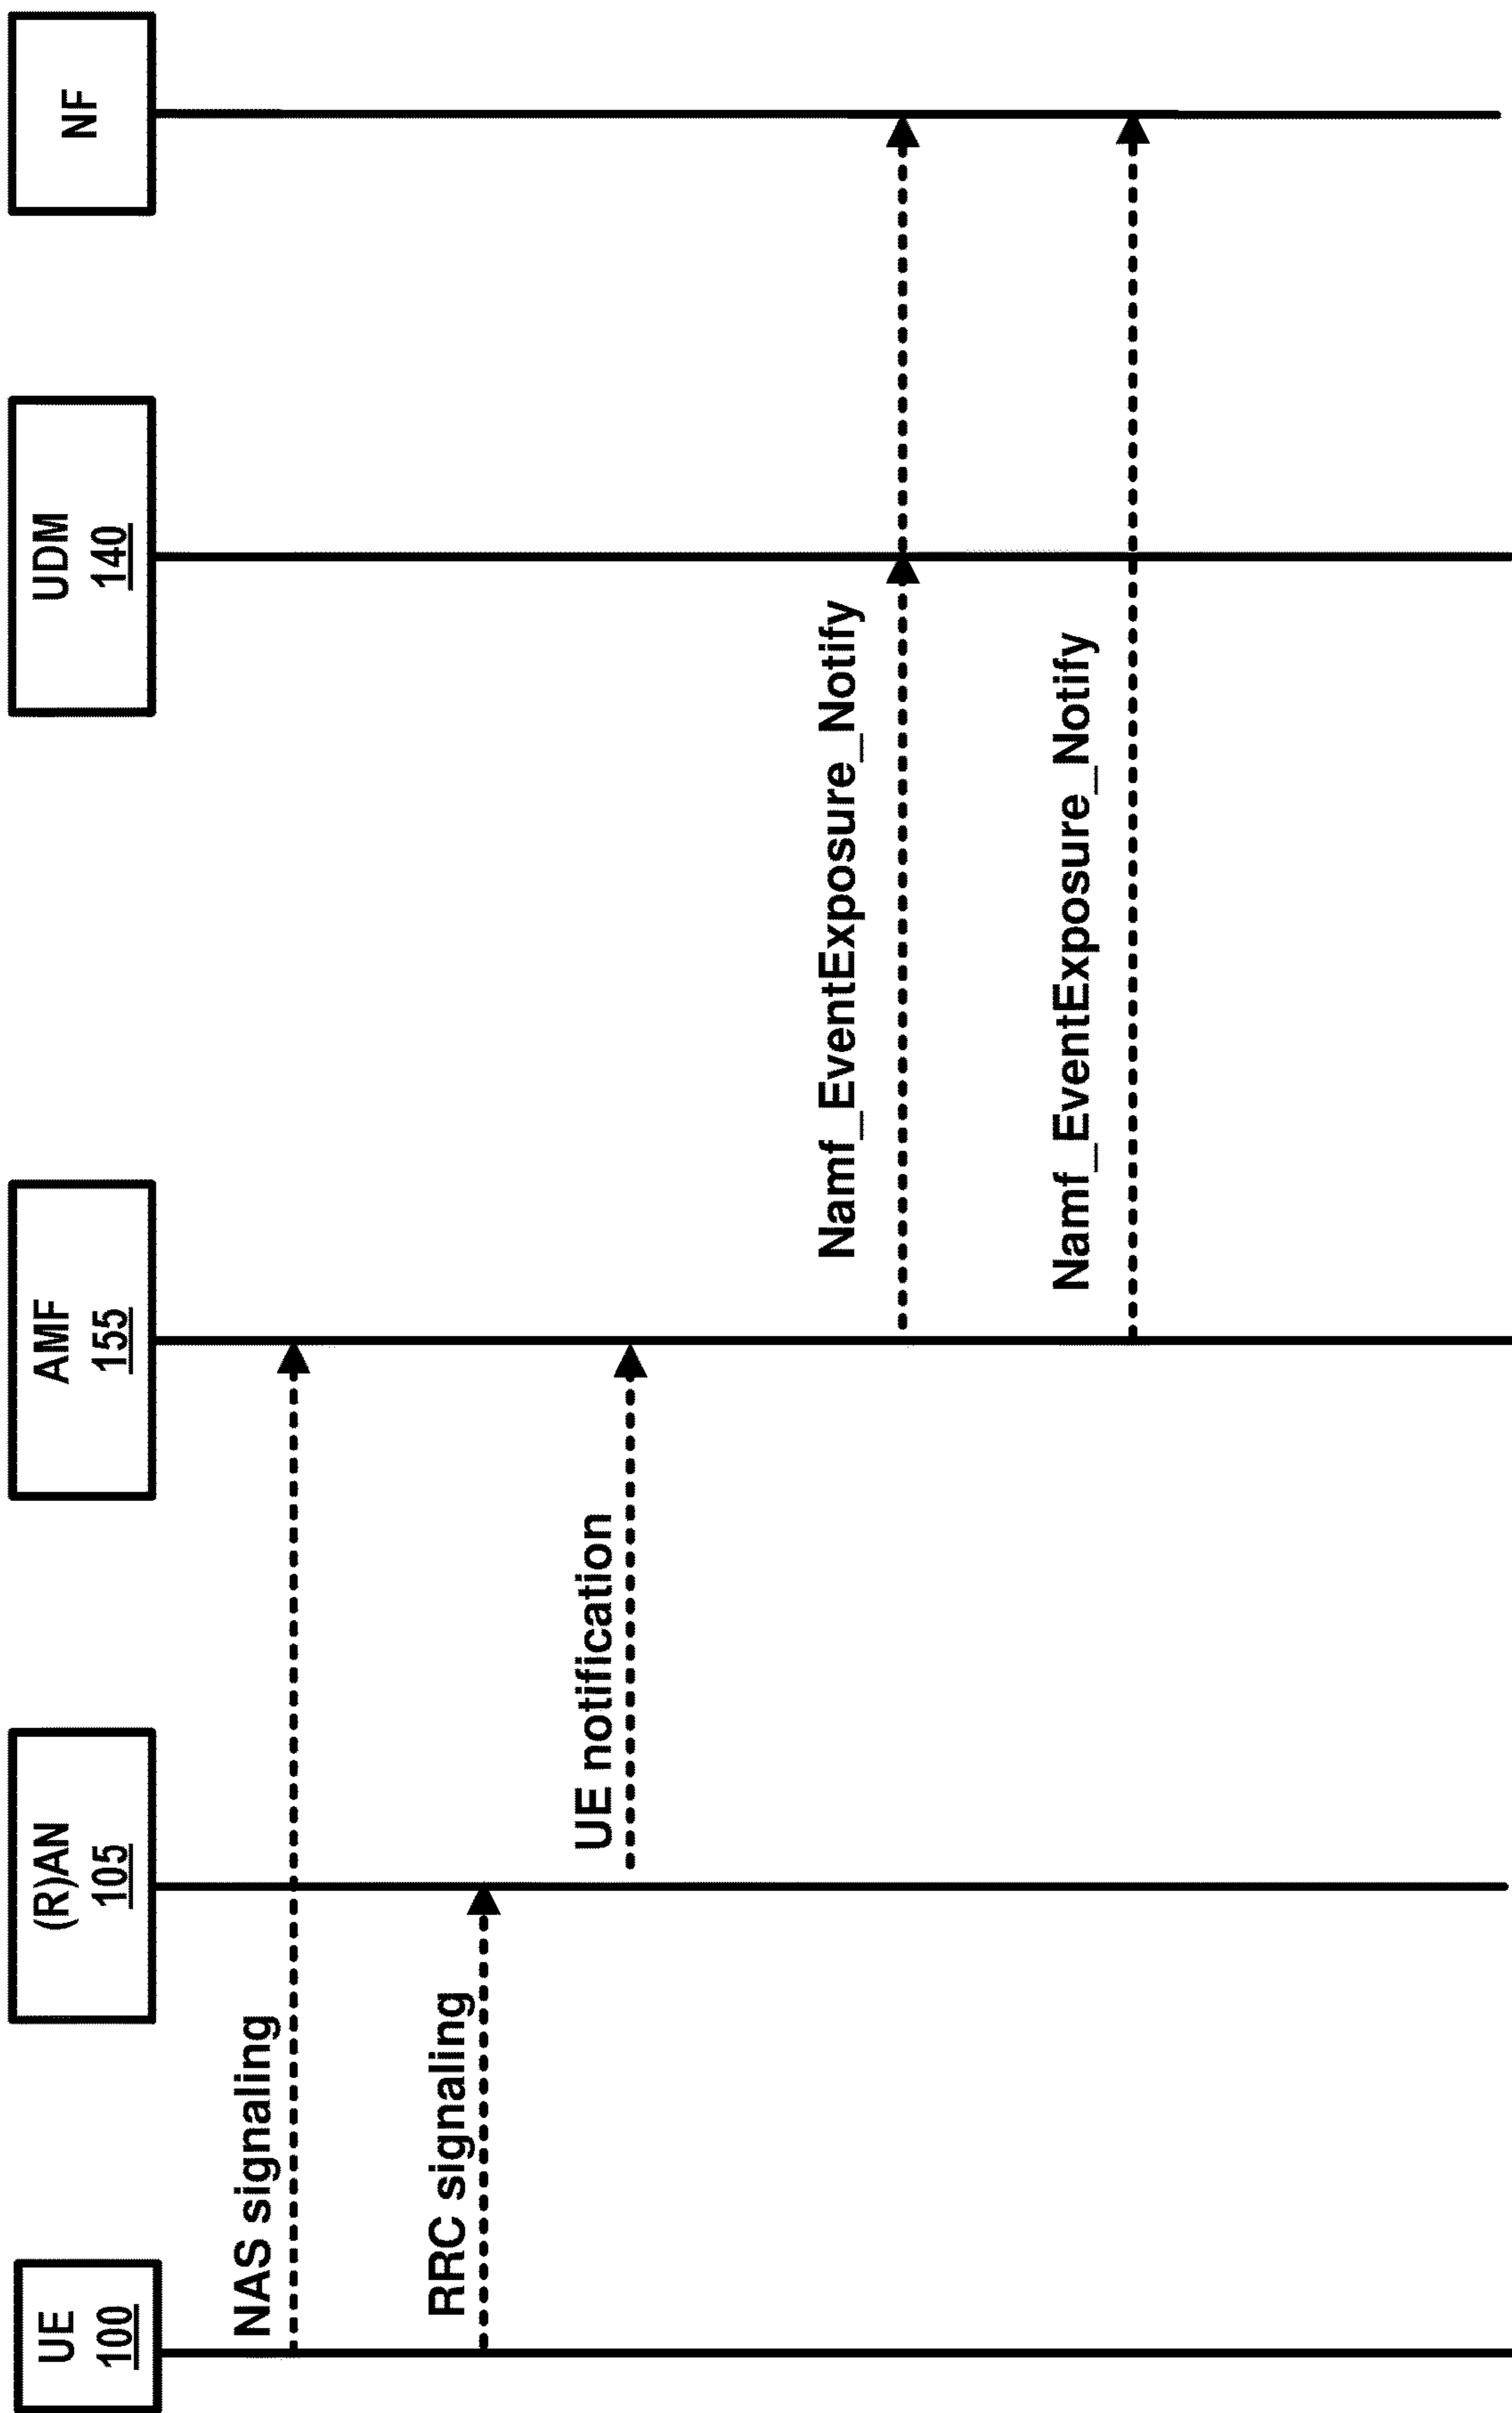 UE
100
(R)AN
105
AMF
155
UDM
140
NF
NAS signaling
RRC signaling
UE notification
Namf_EventExposure_Notify
Namf_EventExposure_Notify